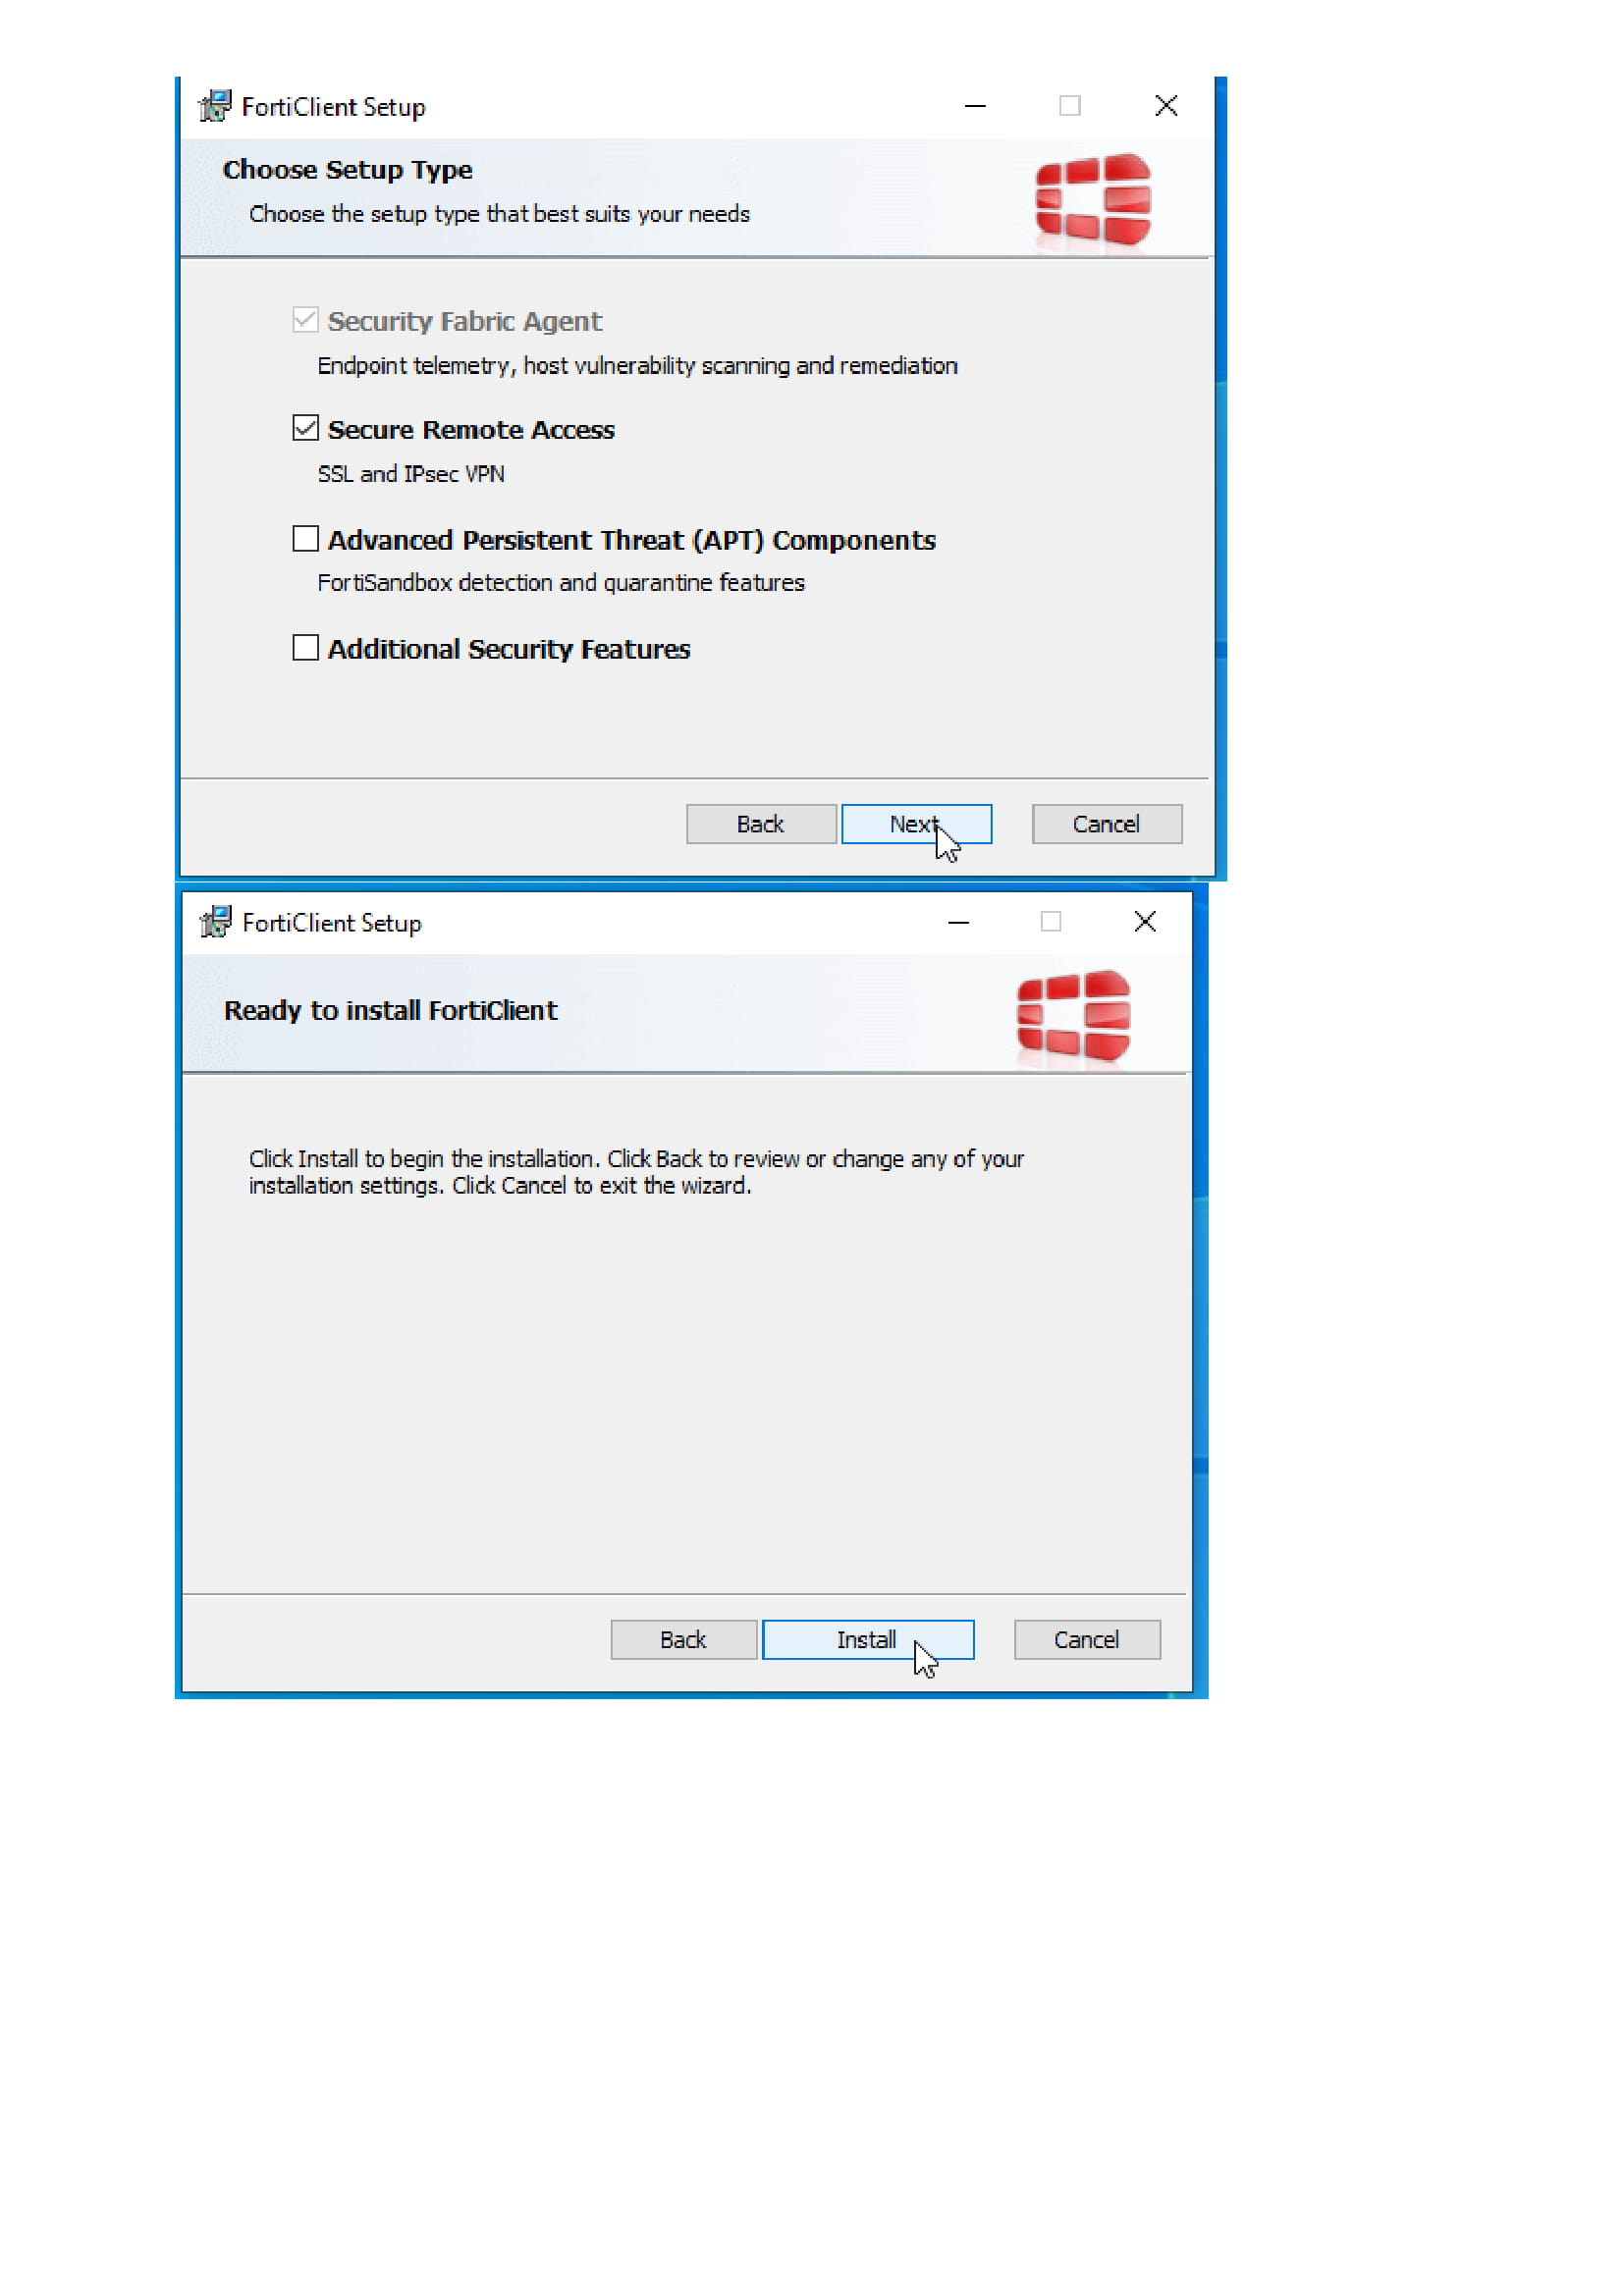 FortiClient Setup
Choose Setup Type
Choose the setup type that best suits your needs
Security Fabric Agent
Endpoint telemetry, host vulnerability scanning and remediation
Secure Remote Access
SSL and IPsec VPN
Advanced Persistent Threat (APT) Components
FortiSandbox detection and quarantine features
Additional Security Features
Back Next Cancel
FortiClient Setup
Ready to install FortiClient
Click Install to begin the installation. Click Back to review or change any of your
installation settings. Click Cancel to exit the wizard.
Back Install Cancel